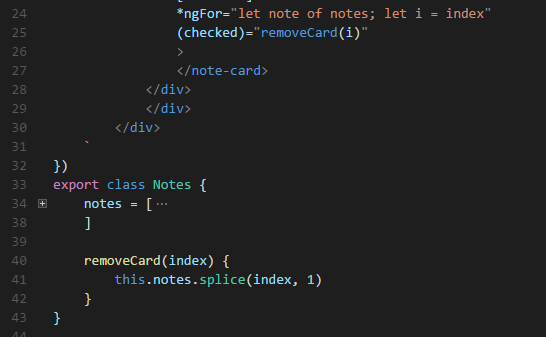 24 *ngFor="let note of notes; let i = index"
25 (checked)="removeCard(i)"
26 >
27 </note-card>
28 </div>
29 </div>
30 </div>
31 `
32 })
33 export class Notes {
34 notes = [ ⋯
38 ]
39
40 removeCard(index) {
41 this.notes.splice(index, 1)
42 }
43 }